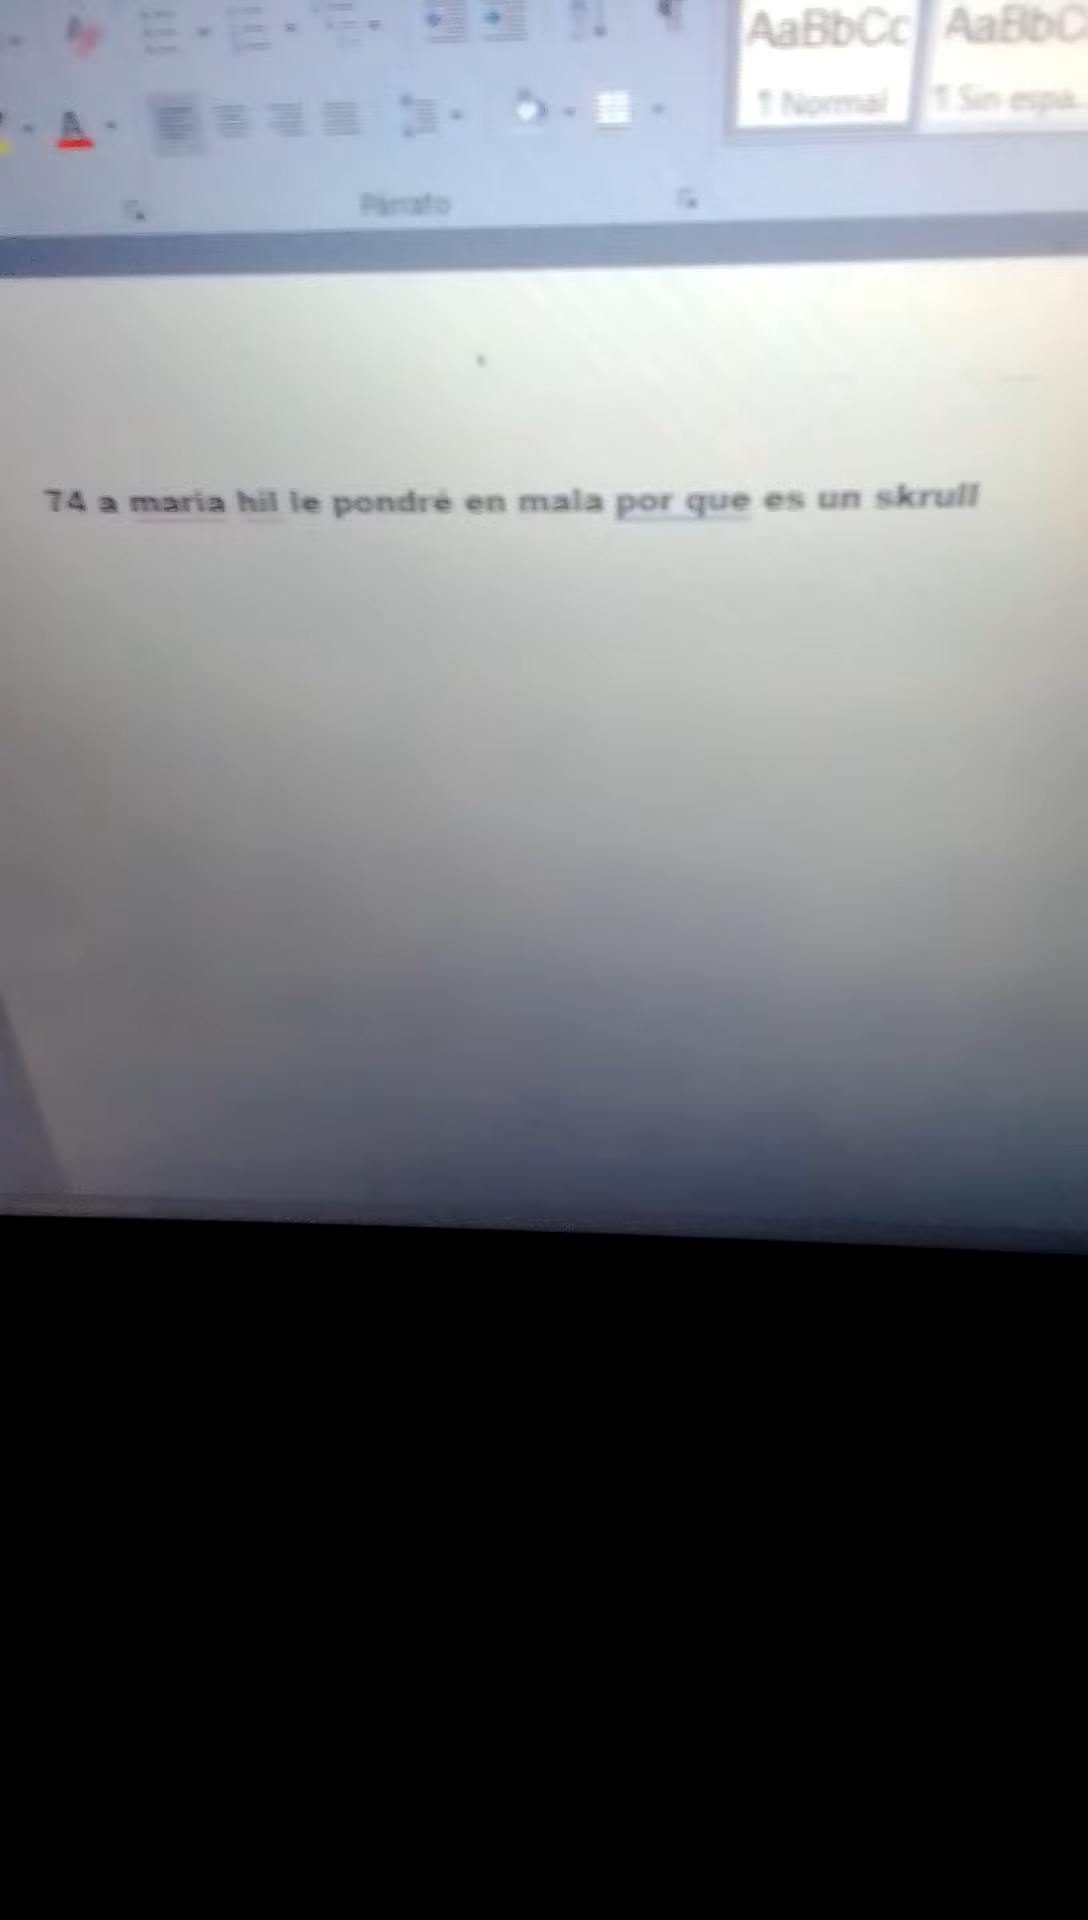 AaBbCc AaBbC
¶ Normal ¶ Sin espa...
Párrafo
74 a maria hil le pondré en mala por que es un skrull